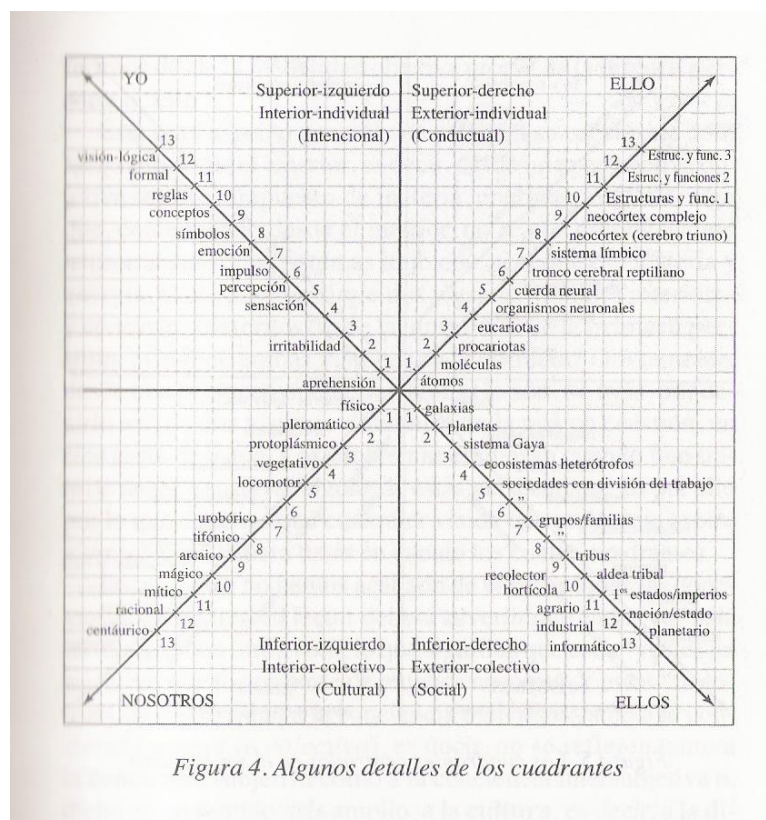 YO
ELLO
Superior-izquierdo
Interior-individual
(Intencional)
Superior-derecho
Exterior-individual
(Conductual)
13
visión-lógica
12
formal
11
reglas
10
conceptos
9
símbolos
8
emoción
7
impulso
6
percepción
5
sensación
4
3
irritabilidad
2
1
aprehensión
13
Estruc. y func. 3
12
Estruc. y funciones 2
11
Estructuras y func. 1
10
neocórtex complejo
9
neocórtex (cerebro triuno)
8
sistema límbico
7
tronco cerebral reptiliano
6
cuerda neural
5
organismos neuronales
4
eucariotas
3
procariotas
2
moléculas
1
átomos
físico
1
pleromático
2
protoplásmico
3
vegetativo
4
locomotor
5
6
urobórico
7
tifónico
8
arcaico
9
mágico
10
mítico
11
racional
12
centáurico
13
1
galaxias
2
planetas
3
sistema Gaya
4
ecosistemas heterótrofos
5
sociedades con división del trabajo
6
”
7
grupos/familias
8
”
9
tribus
recolector
10
aldea tribal
hortícola
11
1os estados/imperios
agrario
12
nación/estado
industrial
13
planetario
informático
Inferior-izquierdo
Interior-colectivo
(Cultural)
Inferior-derecho
Exterior-colectivo
(Social)
NOSOTROS
ELLOS
Figura 4. Algunos detalles de los cuadrantes